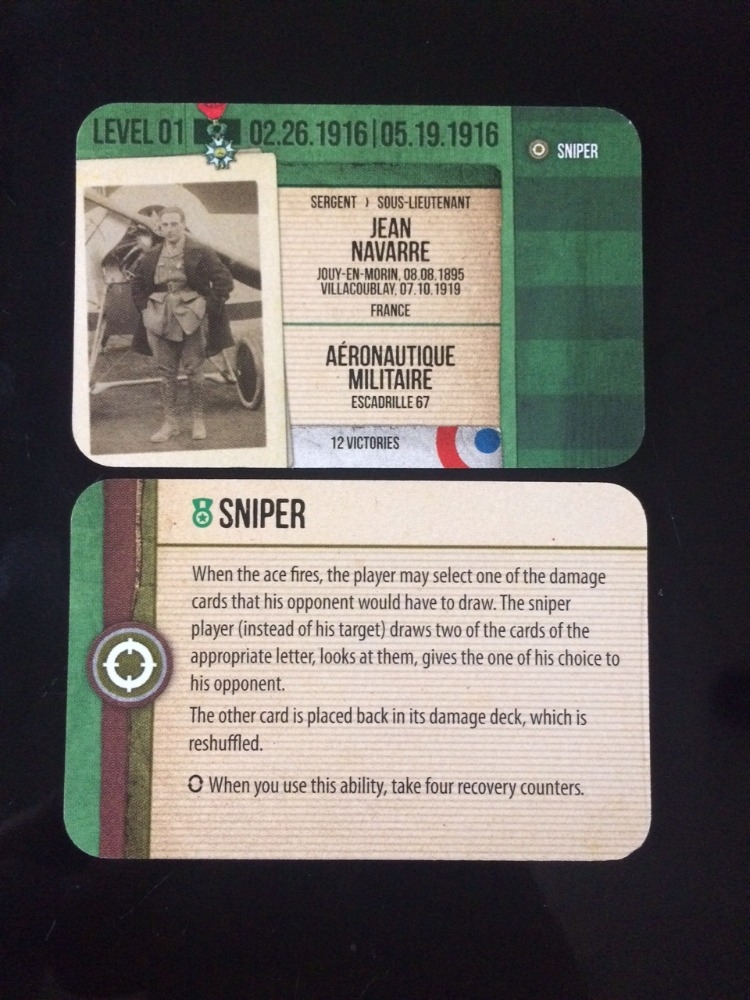 LEVEL 01 02.26.1916|05.19.1916
SNIPER
SERGENT › SOUS-LIEUTENANT
JEAN
NAVARRE
JOUY-EN-MORIN, 08.08.1895
VILLACOUBLAY, 07.10.1919
FRANCE
AÉRONAUTIQUE
MILITAIRE
ESCADRILLE 67
12 VICTORIES
SNIPER
When the ace fires, the player may select one of the damage
cards that his opponent would have to draw. The sniper
player (instead of his target) draws two of the cards of the
appropriate letter, looks at them, gives the one of his choice to
his opponent.
The other card is placed back in its damage deck, which is
reshuffled.
When you use this ability, take four recovery counters.